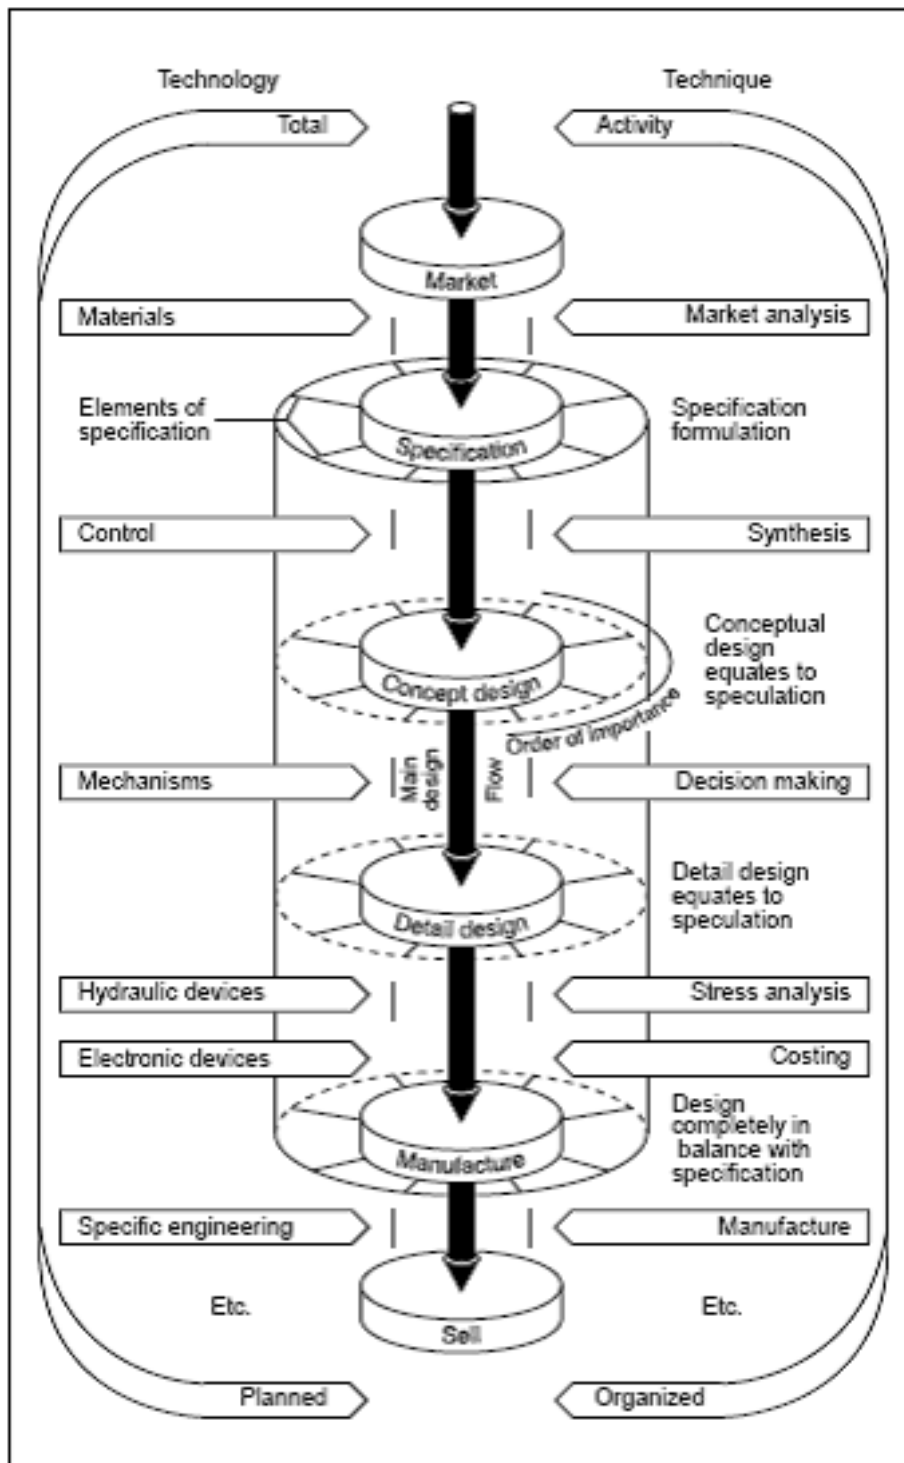 Technology
Technique
Total
Activity
Market
Materials
Market analysis
Elements of
specification
Specification
Specification
formulation
Control
Synthesis
Concept design
Conceptual
design
equates to
speculation
Order of importance
Main
design
Flow
Mechanisms
Decision making
Detail design
Detail design
equates to
speculation
Hydraulic devices
Stress analysis
Electronic devices
Costing
Manufacture
Design
completely in
balance with
specification
Specific engineering
Manufacture
Etc.
Sell
Etc.
Planned
Organized